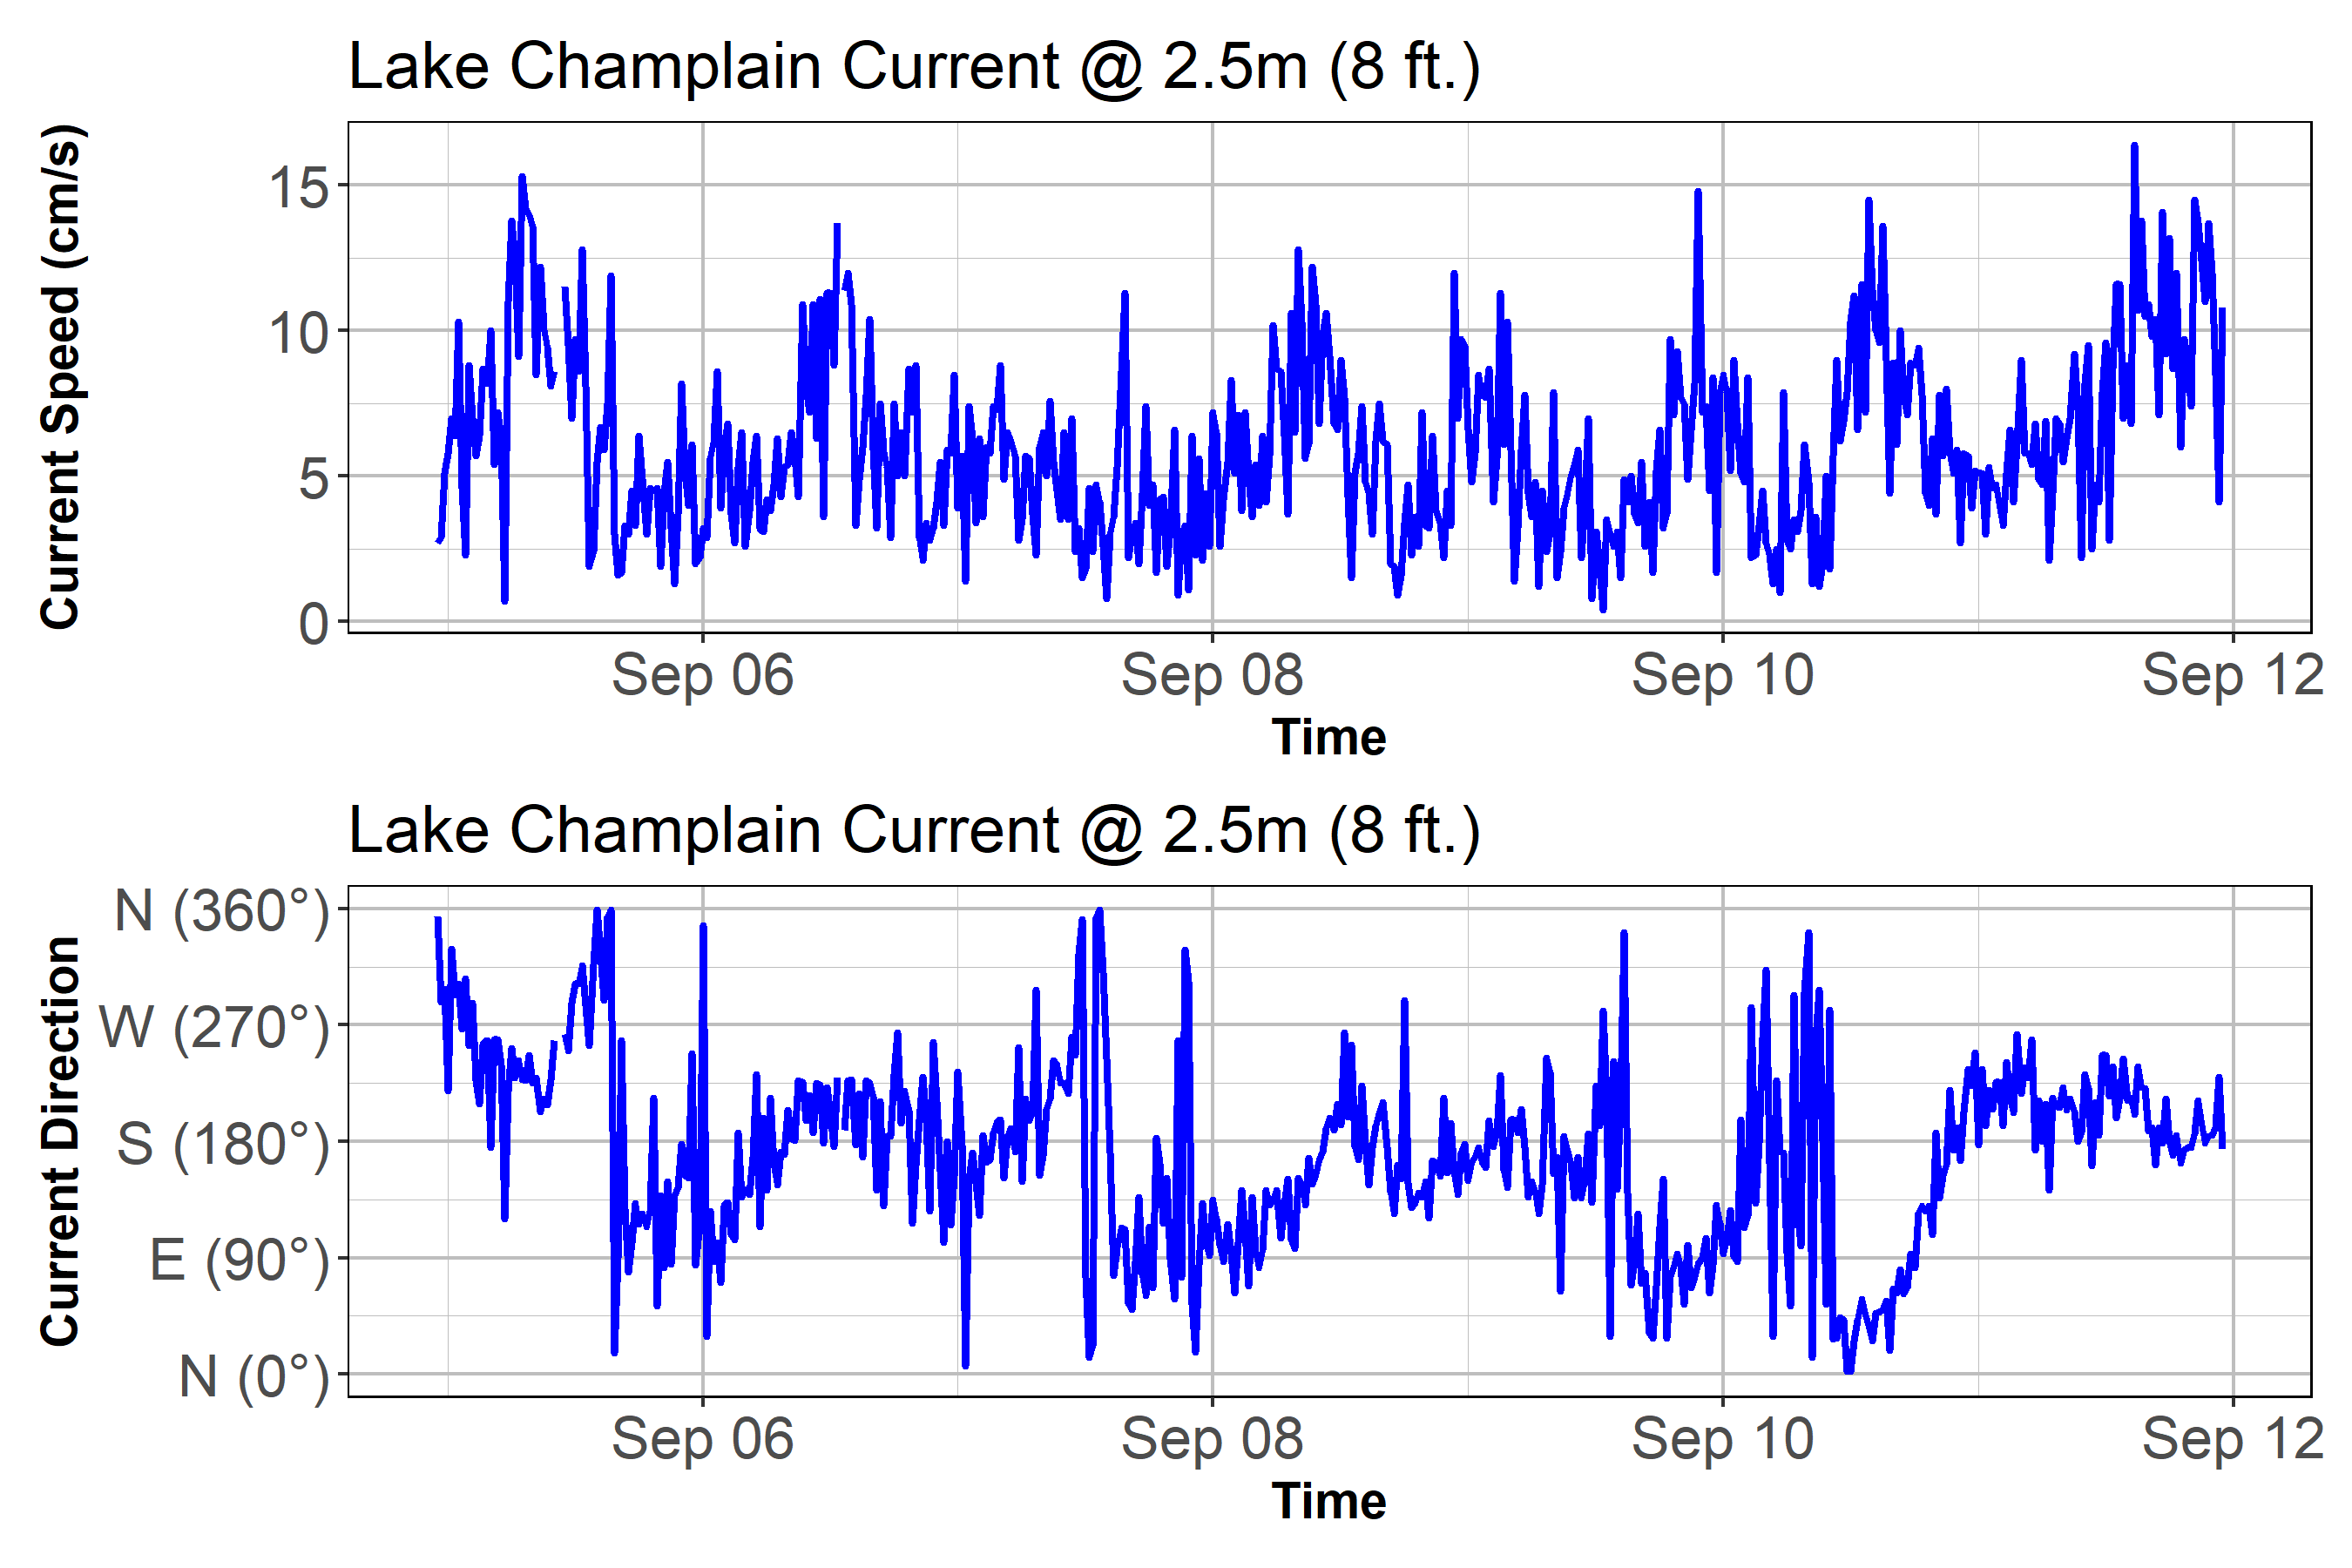 Lake Champlain Current @ 2.5m (8 ft.)
Current Speed (cm/s)
15
10
5
0
Sep 06 Sep 08 Sep 10 Sep 12
Time
Lake Champlain Current @ 2.5m (8 ft.)
Current Direction
N (360°)
W (270°)
S (180°)
E (90°)
N (0°)
Sep 06 Sep 08 Sep 10 Sep 12
Time